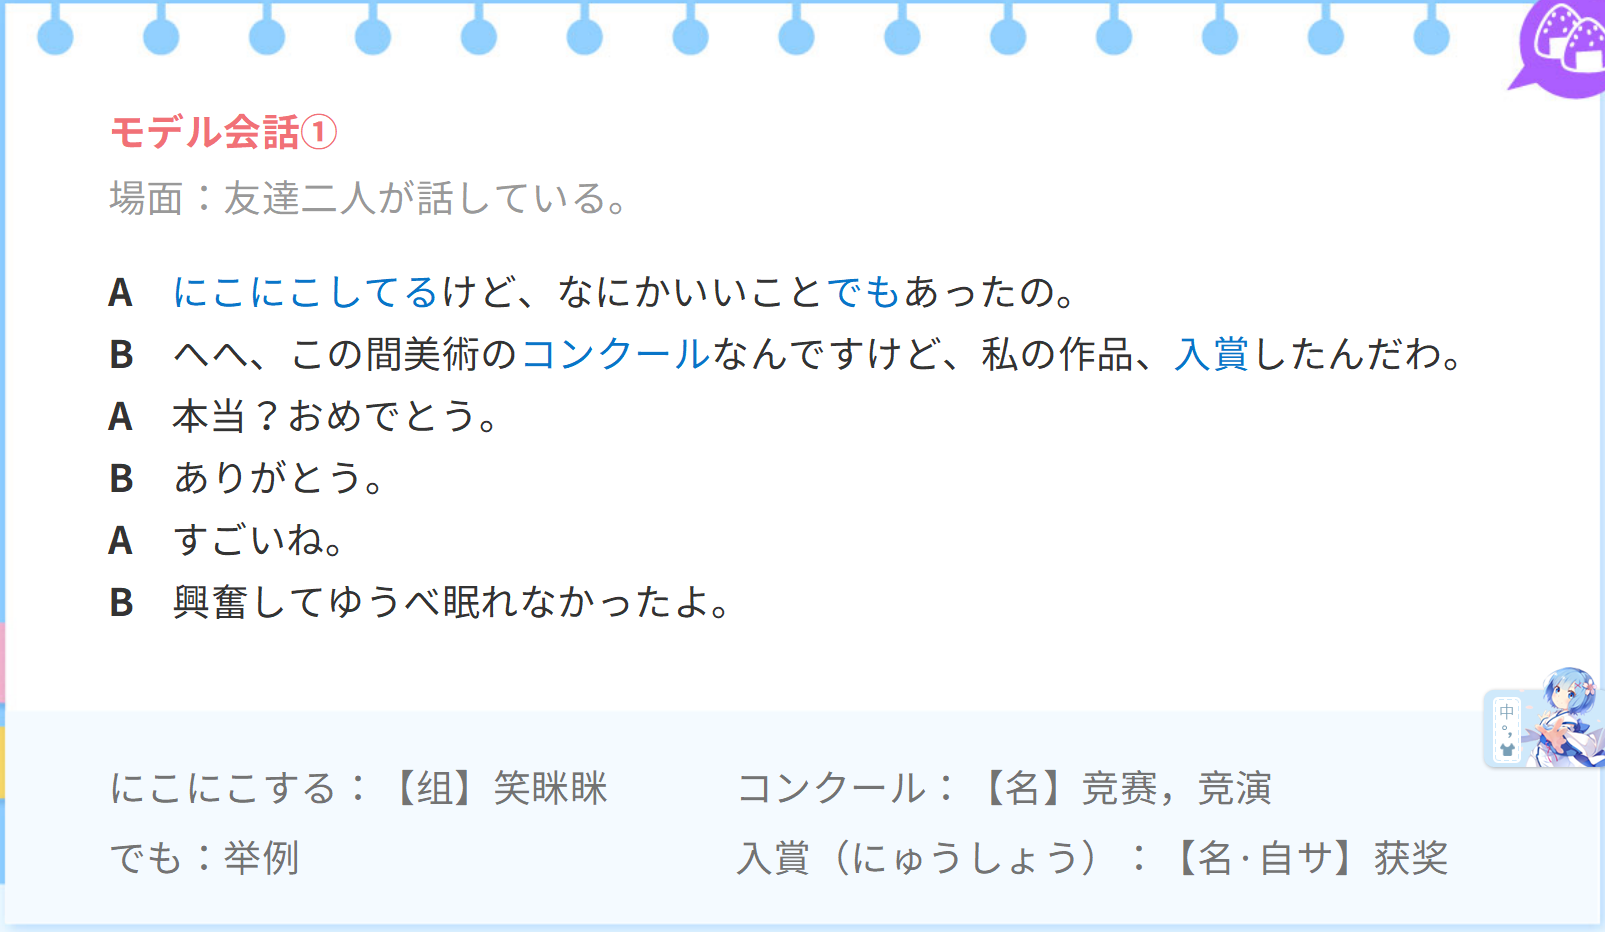 モデル会話①
場面：友達二人が話している。
A にこにこしてるけど、なにかいいことでもあったの。
B へへ、この間美術のコンクールなんですけど、私の作品、入賞したんだわ。
A 本当？おめでとう。
B ありがとう。
A すごいね。
B 興奮してゆうべ眠れなかったよ。
中
°,
にこにこする：【组】笑眯眯 コンクール：【名】竞赛，竞演
でも：举例 入賞（にゅうしょう）：【名·自サ】获奖